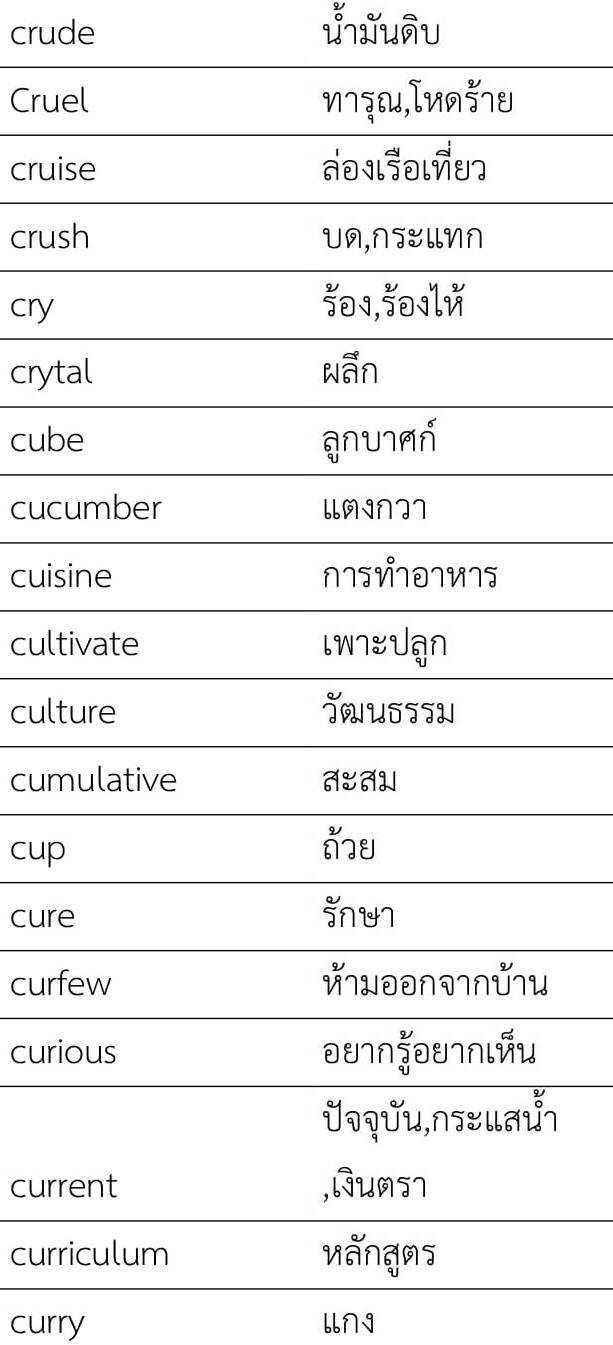 crude น้ำมันดิบ
Cruel ทารุณ,โหดร้าย
cruise ล่องเรือเที่ยว
crush บด,กระแทก
cry ร้อง,ร้องไห้
crytal ผลึก
cube ลูกบาศก์
cucumber แตงกวา
cuisine การทำอาหาร
cultivate เพาะปลูก
culture วัฒนธรรม
cumulative สะสม
cup ถ้วย
cure รักษา
curfew ห้ามออกจากบ้าน
curious อยากรู้อยากเห็น
ปัจจุบัน,กระแสน้ำ
current ,เงินตรา
curriculum หลักสูตร
curry แกง